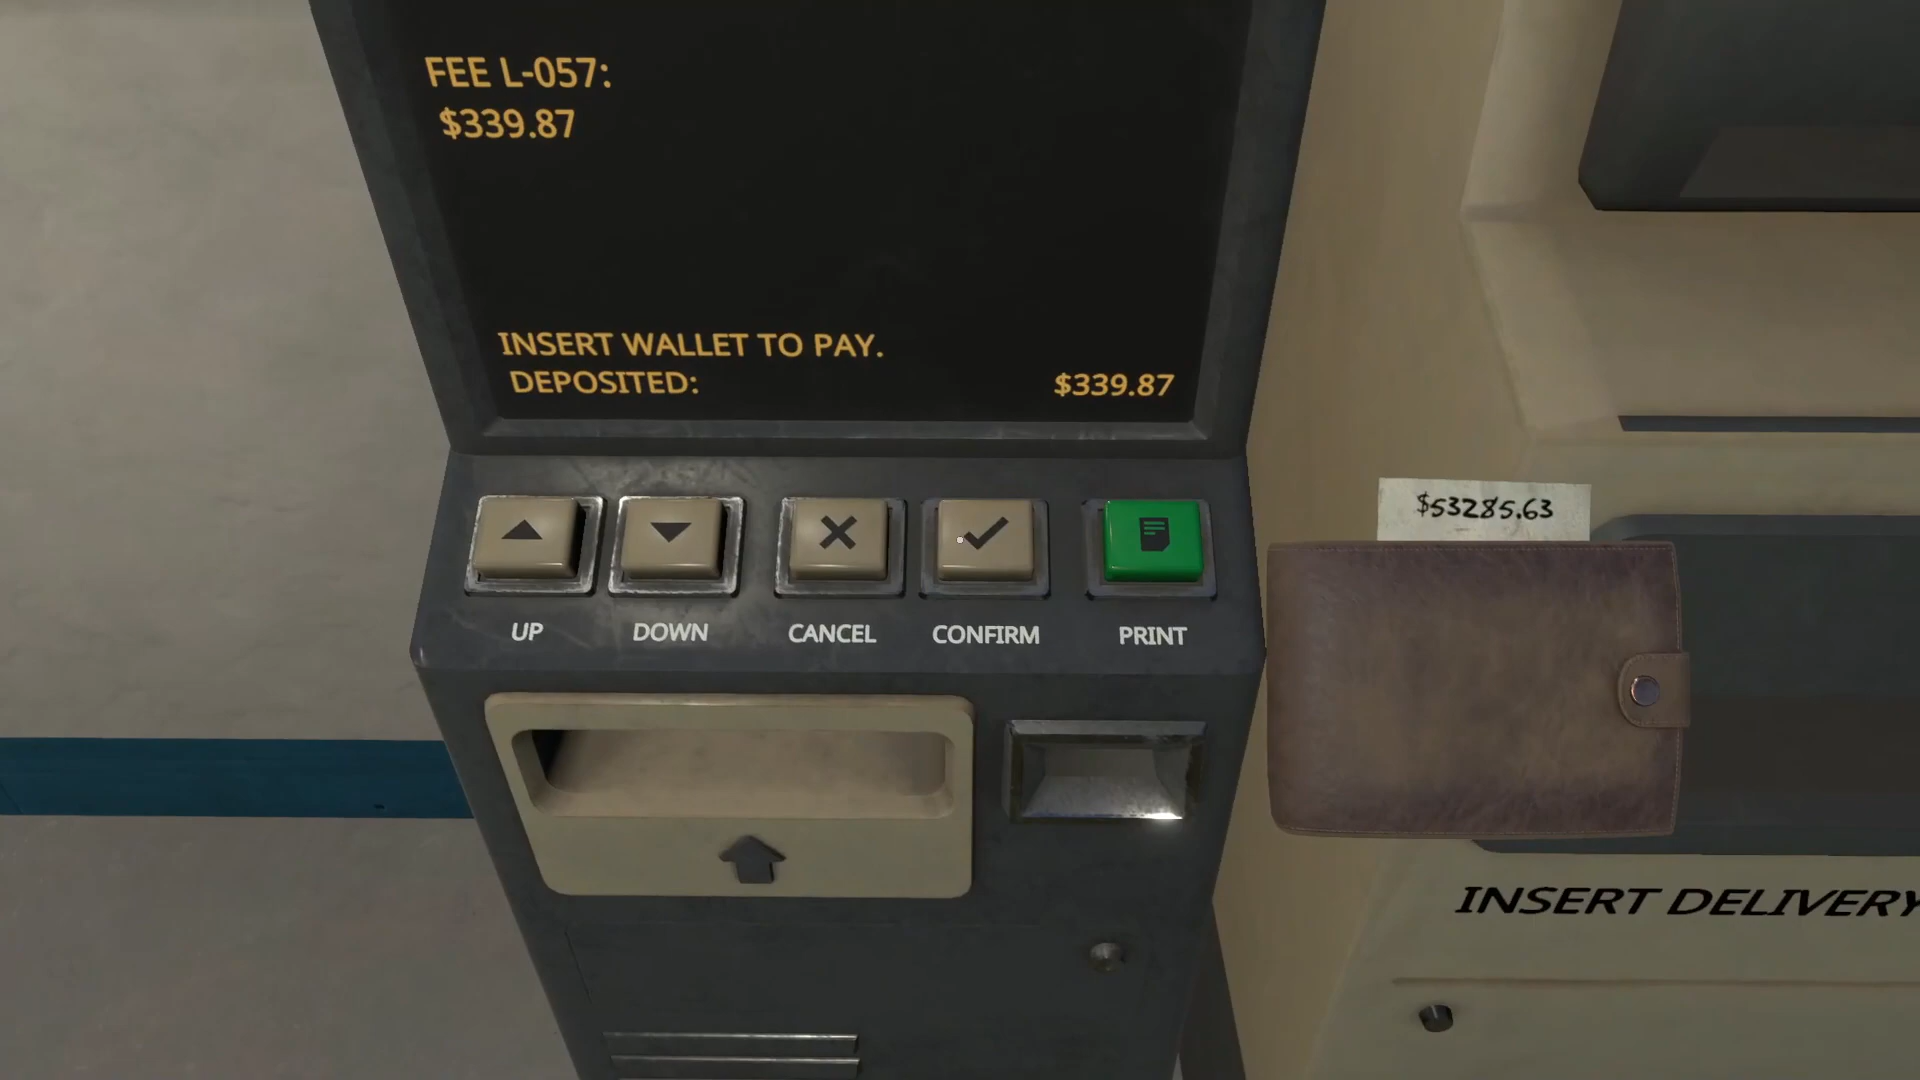 FEE L-057:
$339.87
INSERT WALLET TO PAY.
DEPOSITED: $339.87
$53285.63
UP DOWN CANCEL CONFIRM PRINT
INSERT DELIVERY